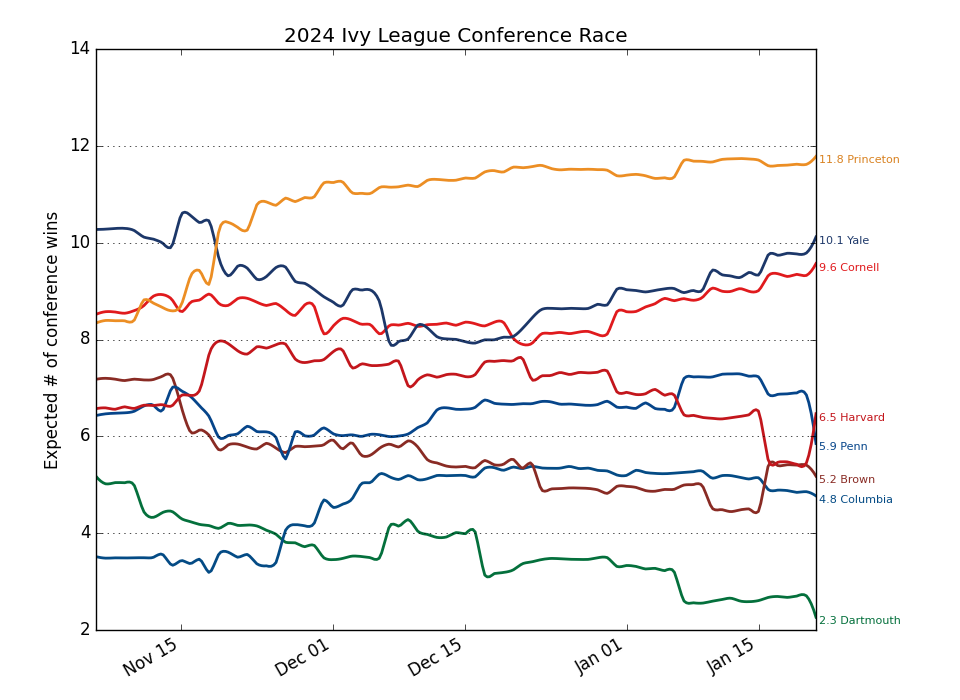 2024 Ivy League Conference Race
Expected # of conference wins
14
12
10
8
6
4
2
Nov 15
Dec 01
Dec 15
Jan 01
Jan 15
11.8 Princeton
10.1 Yale
9.6 Cornell
6.5 Harvard
5.9 Penn
5.2 Brown
4.8 Columbia
2.3 Dartmouth